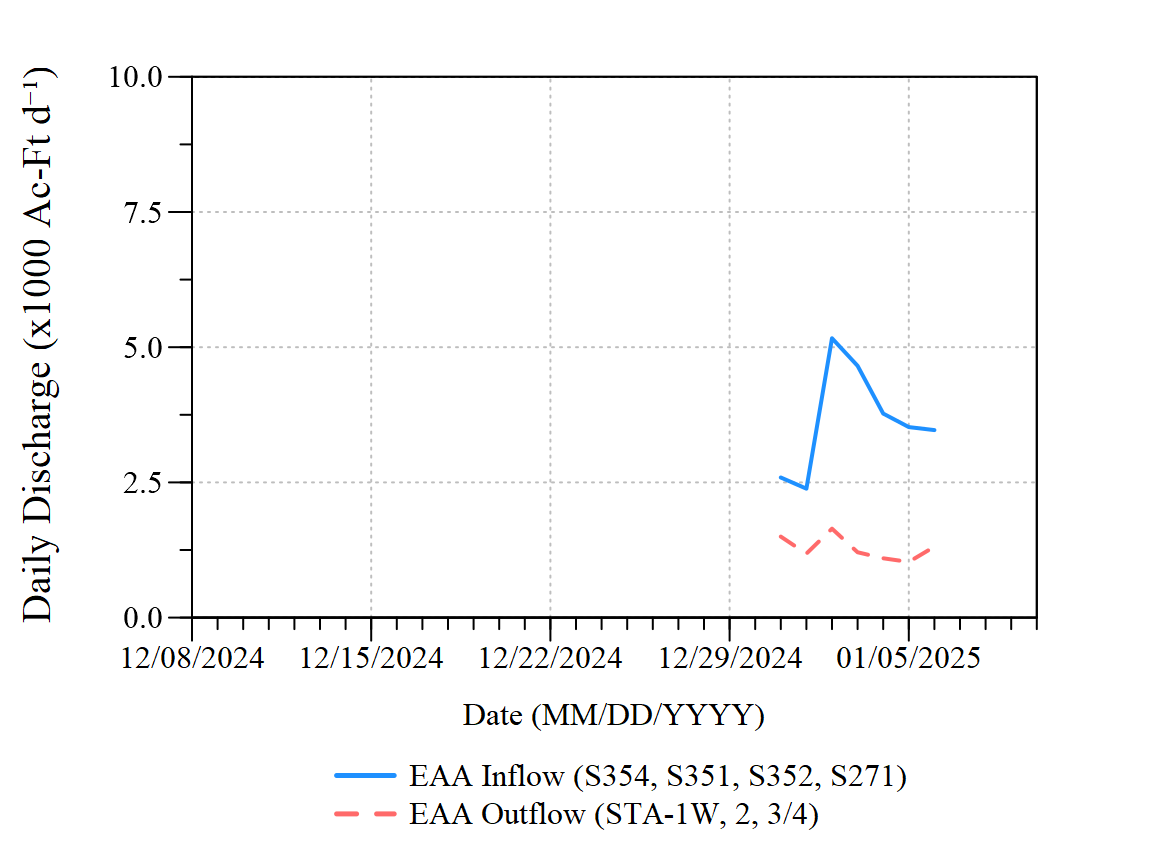 Daily Discharge (x1000 Ac-Ft d⁻¹)
10.0
7.5
5.0
2.5
0.0
12/08/2024 12/15/2024 12/22/2024 12/29/2024 01/05/2025
Date (MM/DD/YYYY)
EAA Inflow (S354, S351, S352, S271)
EAA Outflow (STA-1W, 2, 3/4)